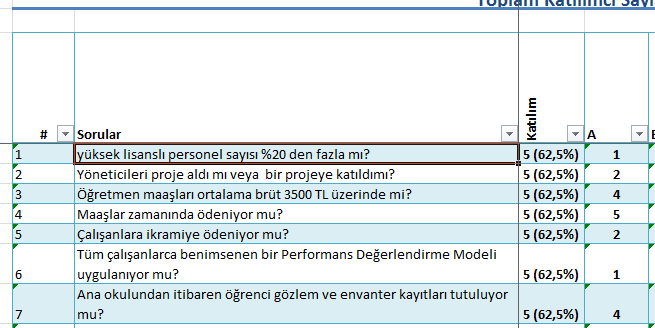 Toplam Katılımcı Sayı
# Sorular Katılım A
1 yüksek lisanslı personel sayısı %20 den fazla mı? 5 (62,5%) 1
2 Yöneticileri proje aldı mı veya bir projeye katıldımı? 5 (62,5%) 2
3 Öğretmen maaşları ortalama brüt 3500 TL üzerinde mi? 5 (62,5%) 4
4 Maaşlar zamanında ödeniyor mu? 5 (62,5%) 5
5 Çalışanlara ikramiye ödeniyor mu? 5 (62,5%) 2
Tüm çalışanlarca benimsenen bir Performans Değerlendirme Modeli
6 uygulanıyor mu? 5 (62,5%) 1
Ana okulundan itibaren öğrenci gözlem ve envanter kayıtları tutuluyor
7 mu? 5 (62,5%) 4